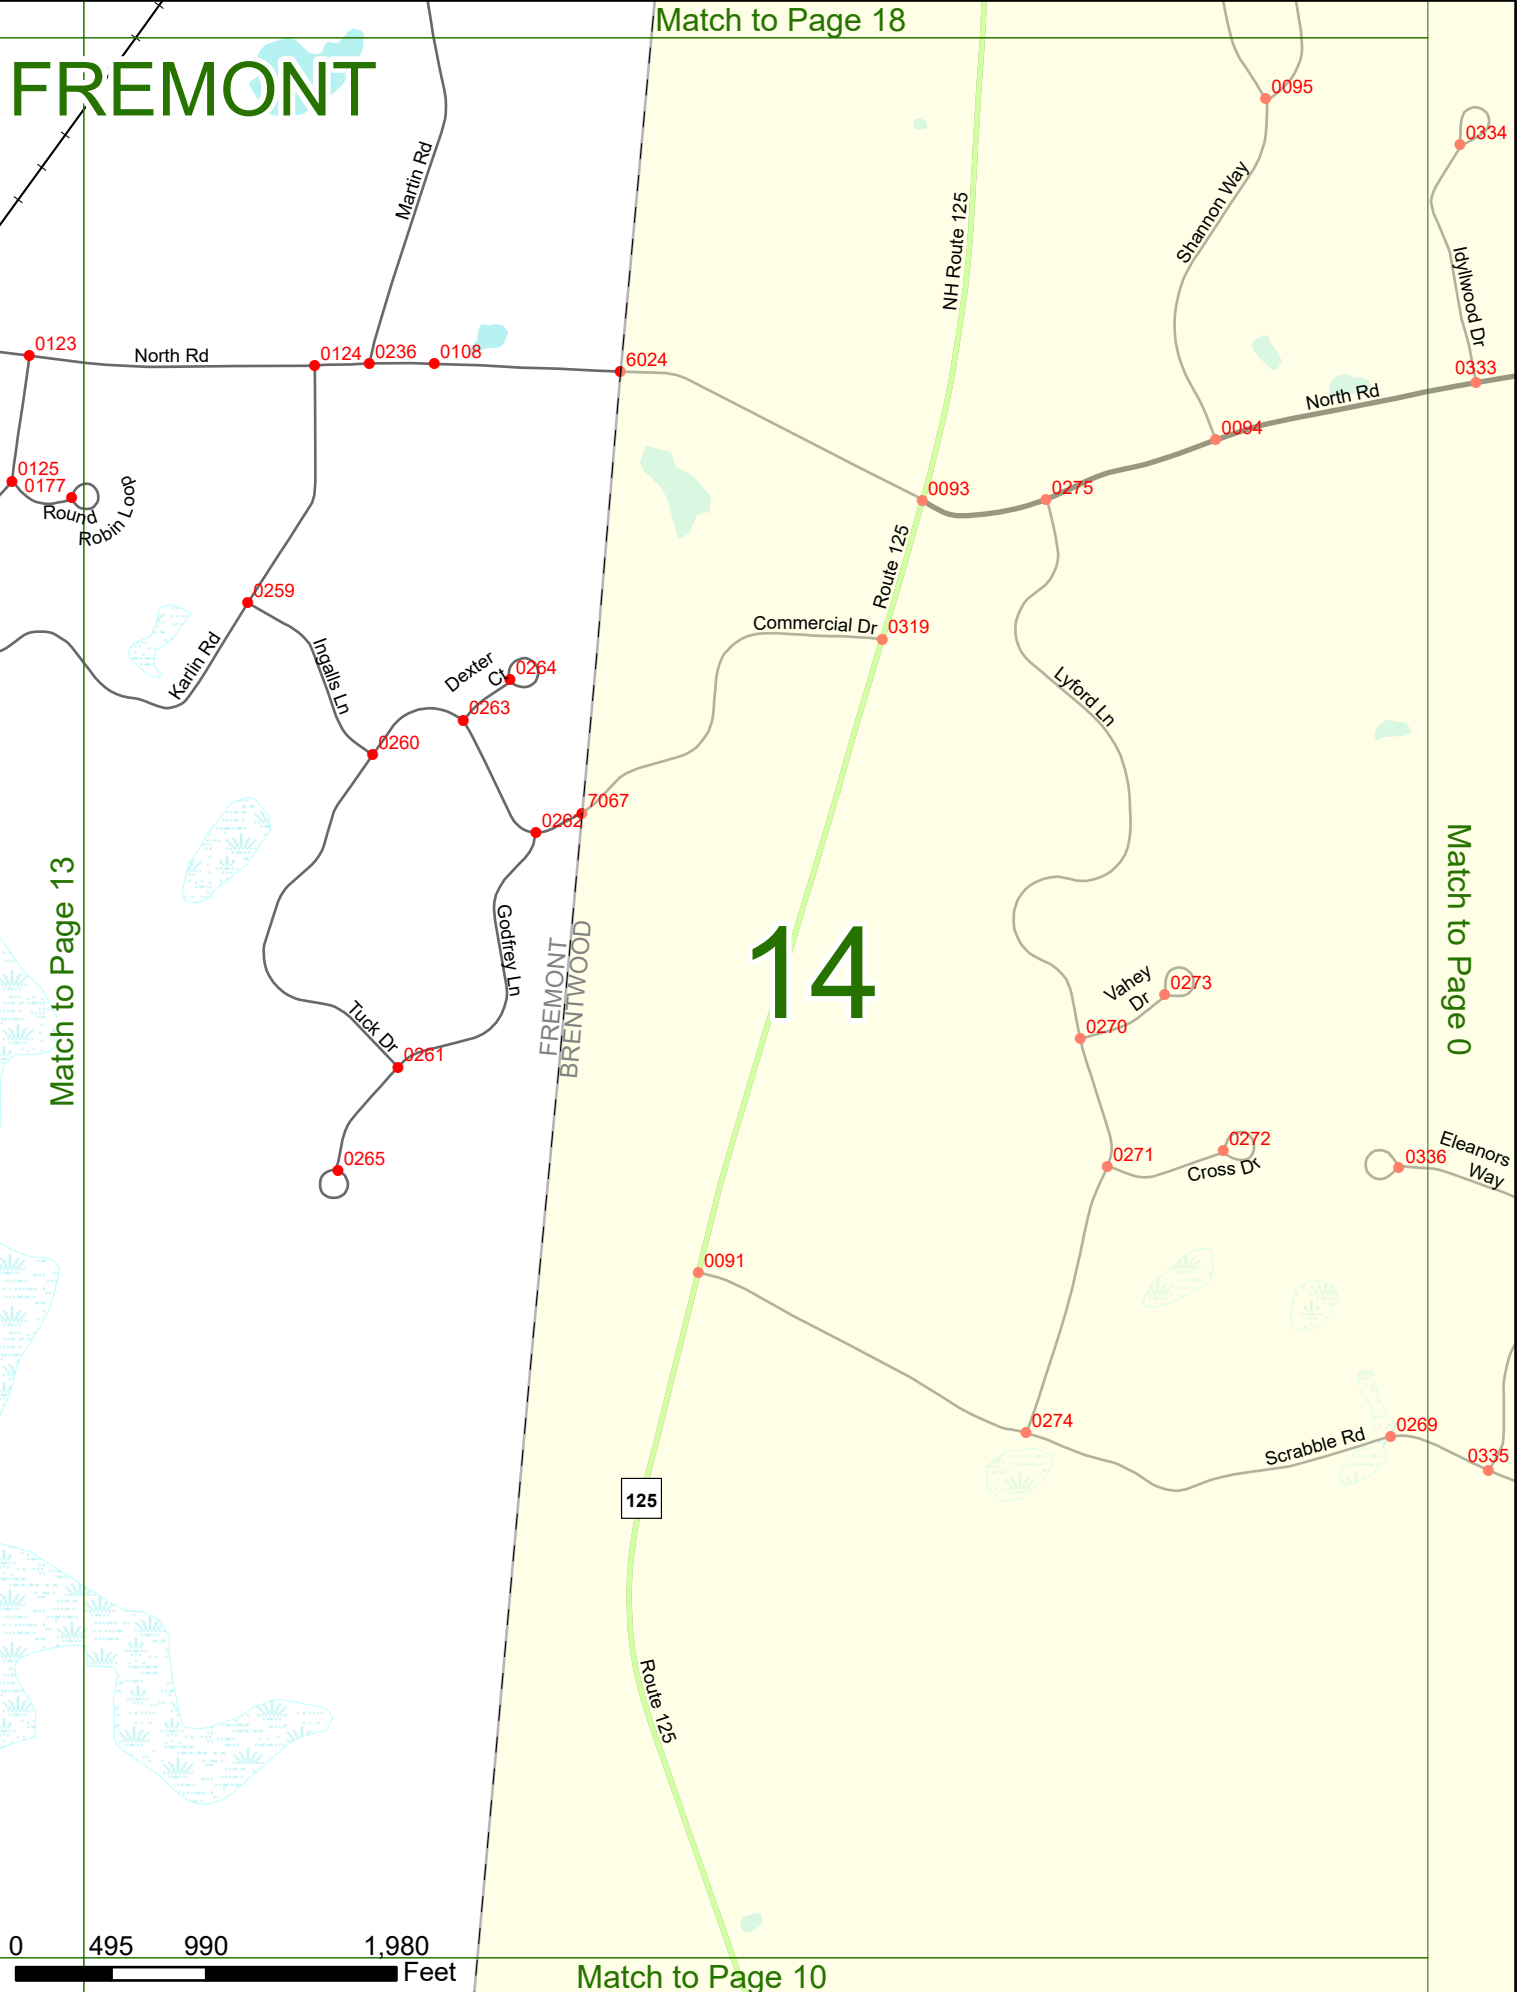 Match to Page 18
FREMONT
0095
0334
Martin Rd
Shannon Way
NH Route 125
Idyllwood Dr
0123
North Rd
0124
0236
0108
6024
0333
North Rd
0094
0125
0177
Round
Robin Loop
0093
0275
Route 125
0259
Commercial Dr
0319
Karlin Rd
Ingalls Ln
Dexter
Ct
0264
0263
Lyford Ln
0260
7067
0262
Match to Page 13
Match to Page 0
Godfrey Ln
FREMONT
BRENTWOOD
14
Vahey
Dr
0273
Tuck Dr
0270
0261
0265
0271
0272
Cross Dr
0336
Eleanors
Way
0091
0274
Scrabble Rd
0269
0335
125
Route 125
0
495
990
1,980
Feet
Match to Page 10